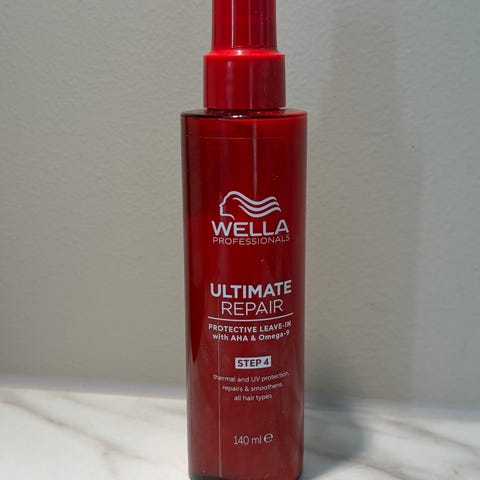 WELLA
PROFESSIONALS
ULTIMATE
REPAIR
PROTECTIVE LEAVE-IN
with AHA & Omega-9
STEP 4
thermal and UV protection,
repairs & smoothens
all hair types
140 ml e